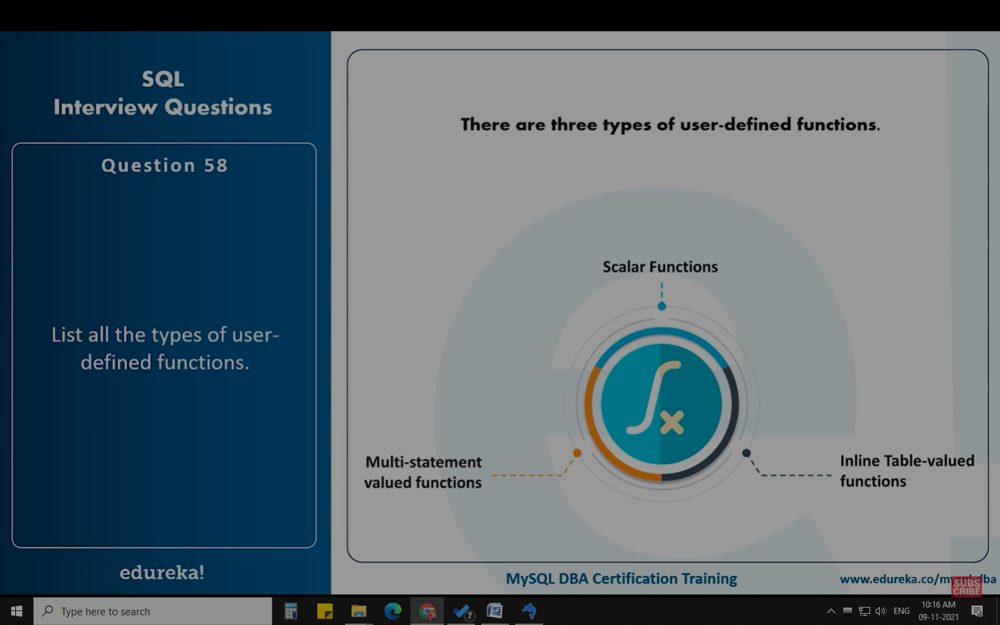 SQL
Interview Questions
Question 58
List all the types of user-
defined functions.
edureka!
There are three types of user-defined functions.
Scalar Functions
Multi-statement
valued functions
Inline Table-valued
functions
MySQL DBA Certification Training
www.edureka.co/mysql-dba
SUBS
CRIBE
Type here to search
7
ENG
10:16 AM
09-11-2021